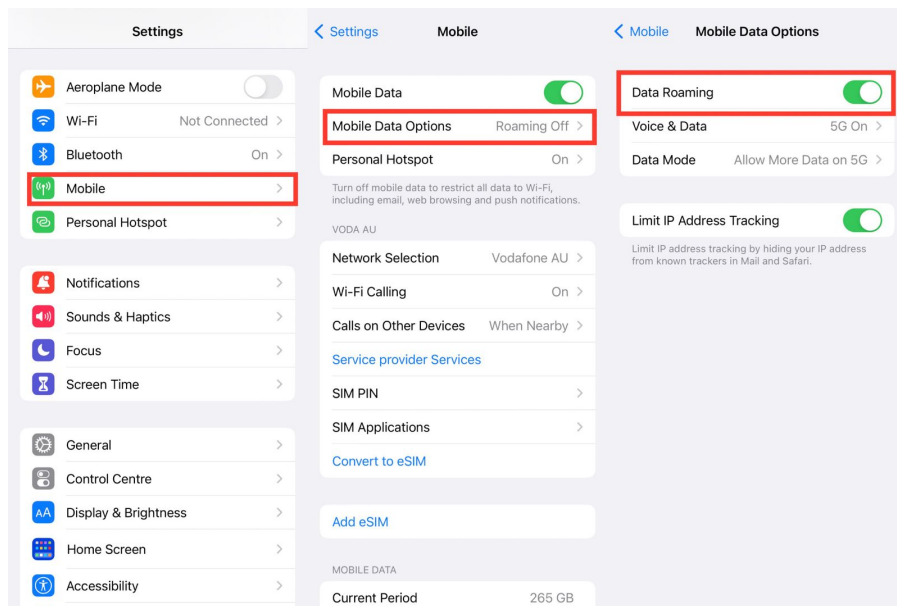 Settings
Aeroplane Mode
Wi-Fi Not Connected
Bluetooth On
Mobile
Personal Hotspot
Notifications
Sounds & Haptics
Focus
Screen Time
General
Control Centre
AA Display & Brightness
Home Screen
Accessibility
Settings Mobile
Mobile Data
Mobile Data Options Roaming Off
Personal Hotspot On
Turn off mobile data to restrict all data to Wi-Fi,
including email, web browsing and push notifications.
VODA AU
Network Selection Vodafone AU
Wi-Fi Calling On
Calls on Other Devices When Nearby
Service provider Services
SIM PIN
SIM Applications
Convert to eSIM
Add eSIM
MOBILE DATA
Current Period 265 GB
Mobile Mobile Data Options
Data Roaming
Voice & Data 5G On
Data Mode Allow More Data on 5G
Limit IP Address Tracking
Limit IP address tracking by hiding your IP address
from known trackers in Mail and Safari.